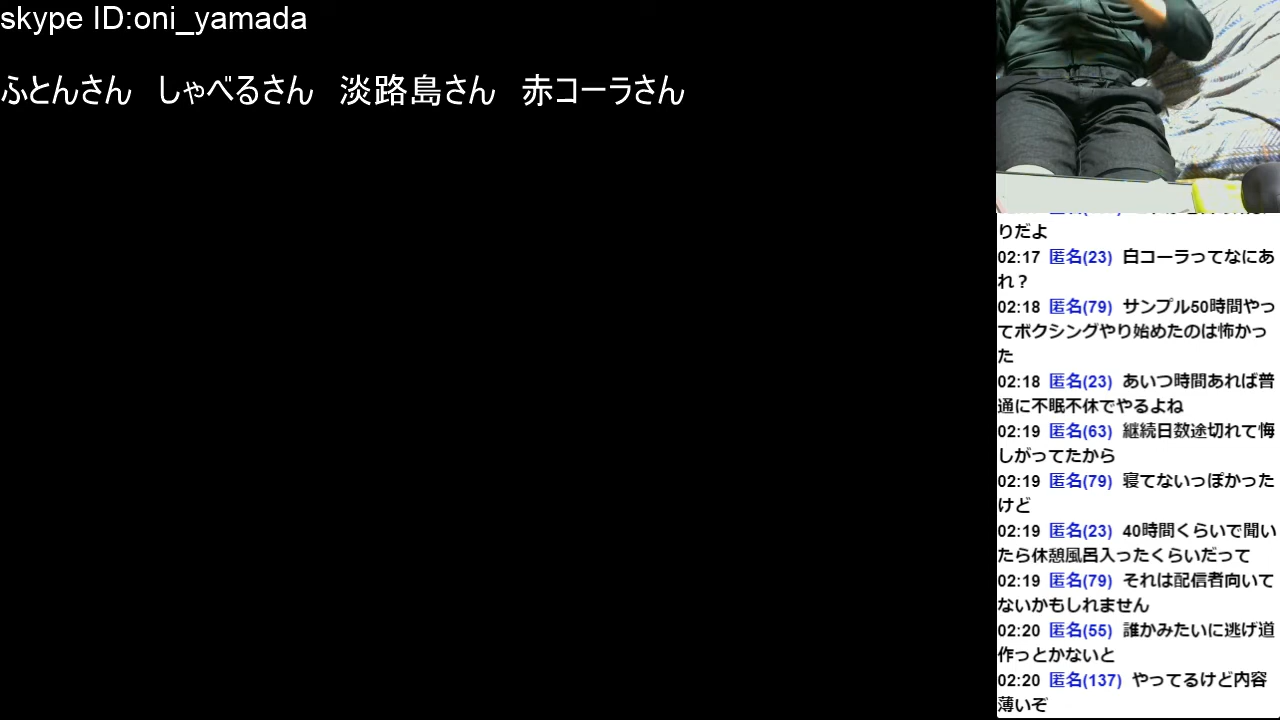 skype ID:oni_yamada
ふとんさん　しゃべるさん　淡路島さん　赤コーラさん
りだよ
02:17 匿名(23) 白コーラってなにあ
れ？
02:18 匿名(79) サンプル50時間やっ
てボクシングやり始めたのは怖かっ
た
02:18 匿名(23) あいつ時間あれば普
通に不眠不休でやるよね
02:19 匿名(63) 継続日数途切れて悔
しがってたから
02:19 匿名(79) 寝てないっぽかった
けど
02:19 匿名(23) 40時間くらいで聞い
たら休憩風呂入ったくらいだって
02:19 匿名(79) それは配信者向いて
ないかもしれません
02:20 匿名(55) 誰かみたいに逃げ道
作っとかないと
02:20 匿名(137) やってるけど内容
薄いぞ